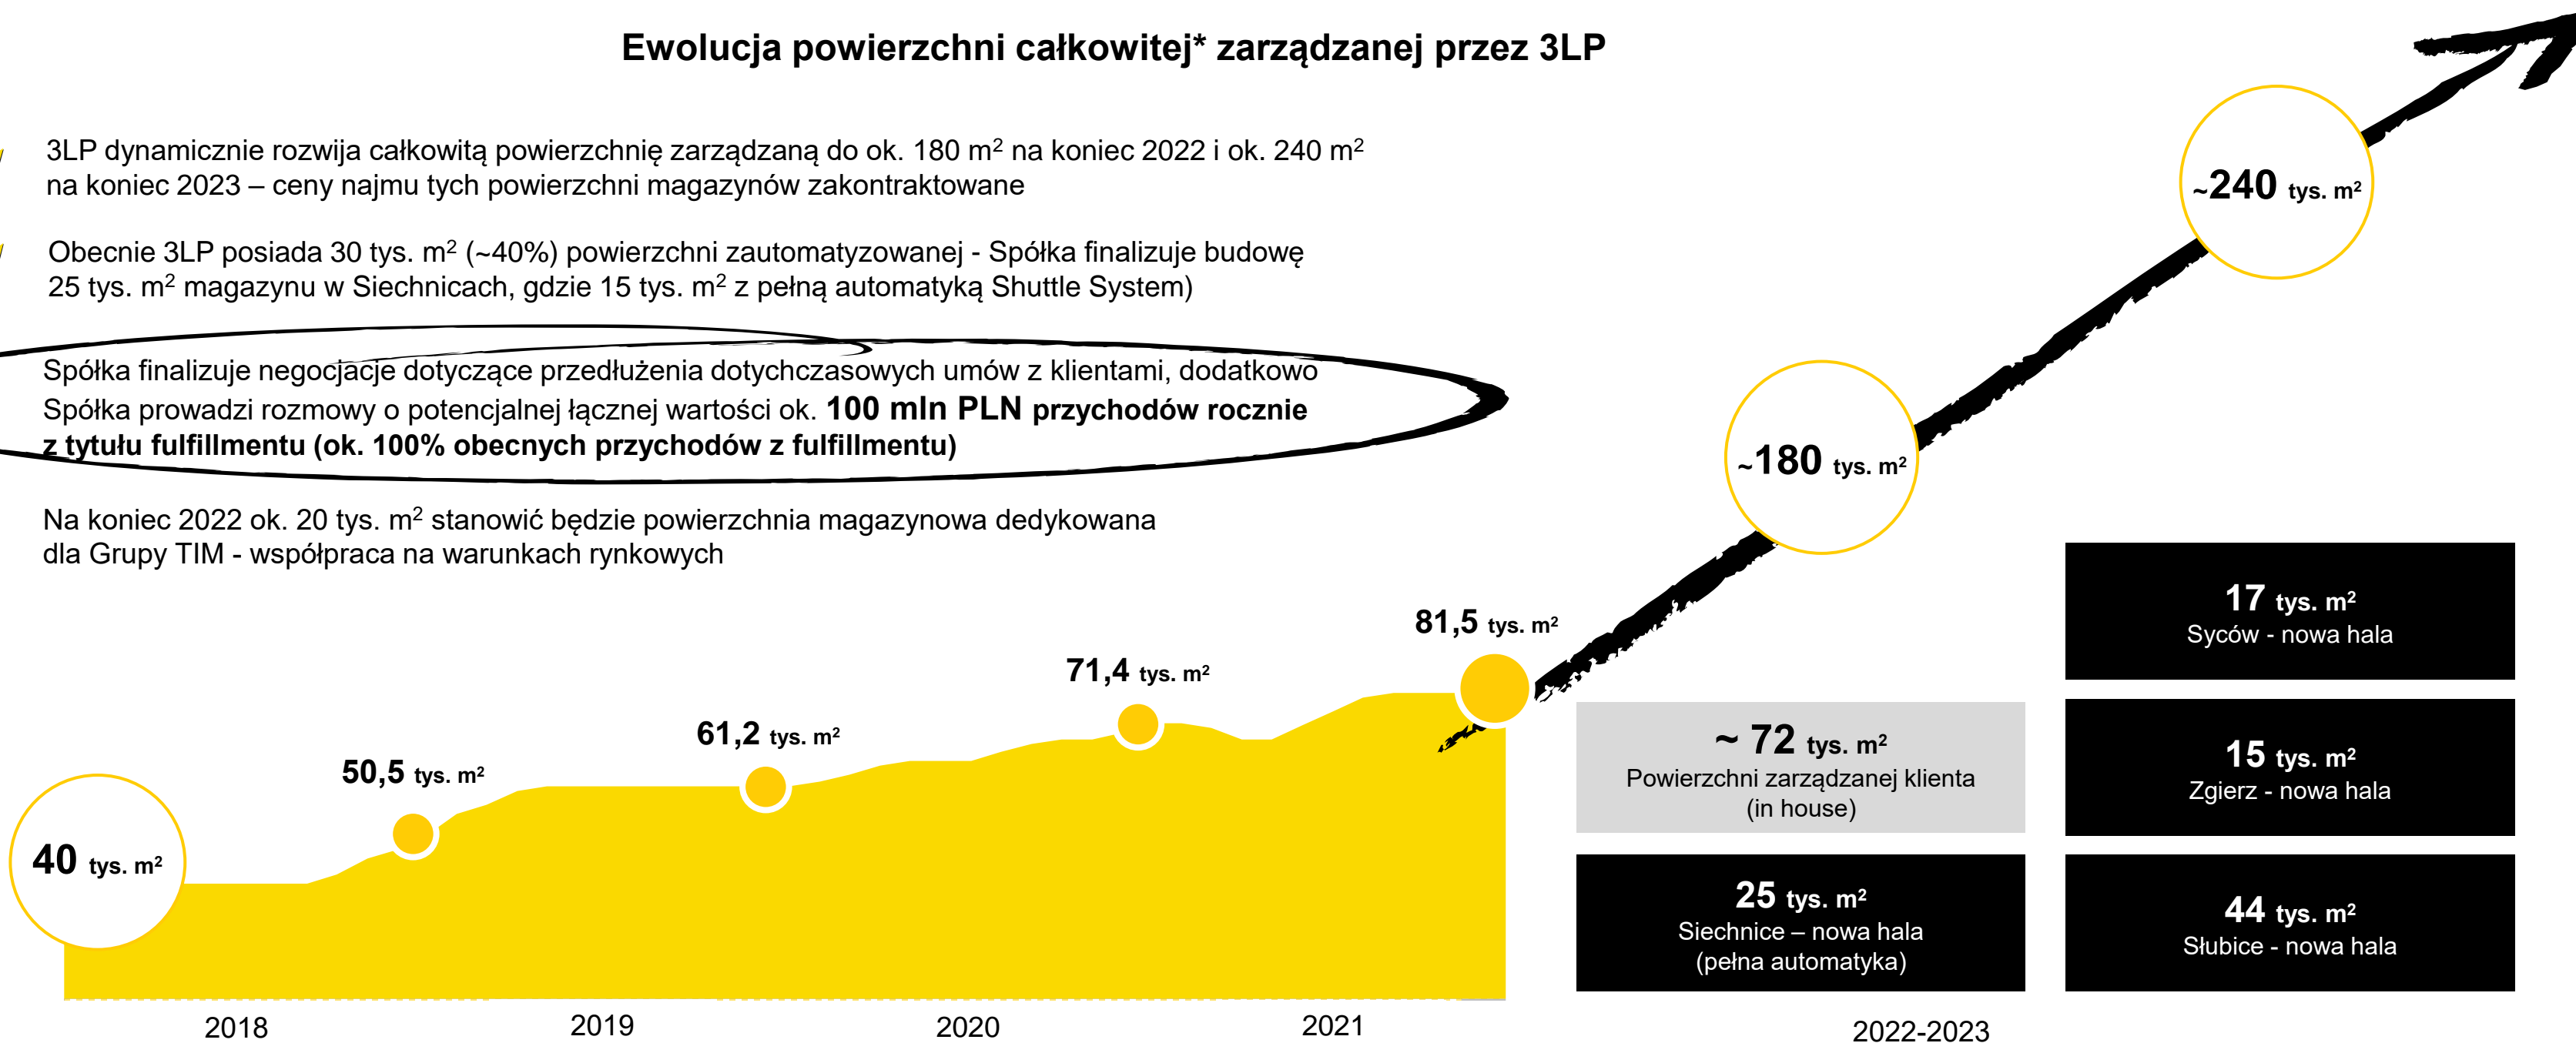 Ewolucja powierzchni całkowitej* zarządzanej przez 3LP
3LP dynamicznie rozwija całkowitą powierzchnię zarządzaną do ok. 180 m² na koniec 2022 i ok. 240 m²
na koniec 2023 – ceny najmu tych powierzchni magazynów zakontraktowane
Obecnie 3LP posiada 30 tys. m² (~40%) powierzchni zautomatyzowanej - Spółka finalizuje budowę
25 tys. m² magazynu w Siechnicach, gdzie 15 tys. m² z pełną automatyką Shuttle System)
Spółka finalizuje negocjacje dotyczące przedłużenia dotychczasowych umów z klientami, dodatkowo
Spółka prowadzi rozmowy o potencjalnej łącznej wartości ok. 100 mln PLN przychodów rocznie
z tytułu fulfillmentu (ok. 100% obecnych przychodów z fulfillmentu)
Na koniec 2022 ok. 20 tys. m² stanowić będzie powierzchnia magazynowa dedykowana
dla Grupy TIM - współpraca na warunkach rynkowych
40 tys. m²
50,5 tys. m²
61,2 tys. m²
71,4 tys. m²
81,5 tys. m²
~180 tys. m²
~240 tys. m²
~ 72 tys. m²
Powierzchni zarządzanej klienta
(in house)
25 tys. m²
Siechnice – nowa hala
(pełna automatyka)
17 tys. m²
Syców - nowa hala
15 tys. m²
Zgierz - nowa hala
44 tys. m²
Słubice - nowa hala
2018
2019
2020
2021
2022-2023